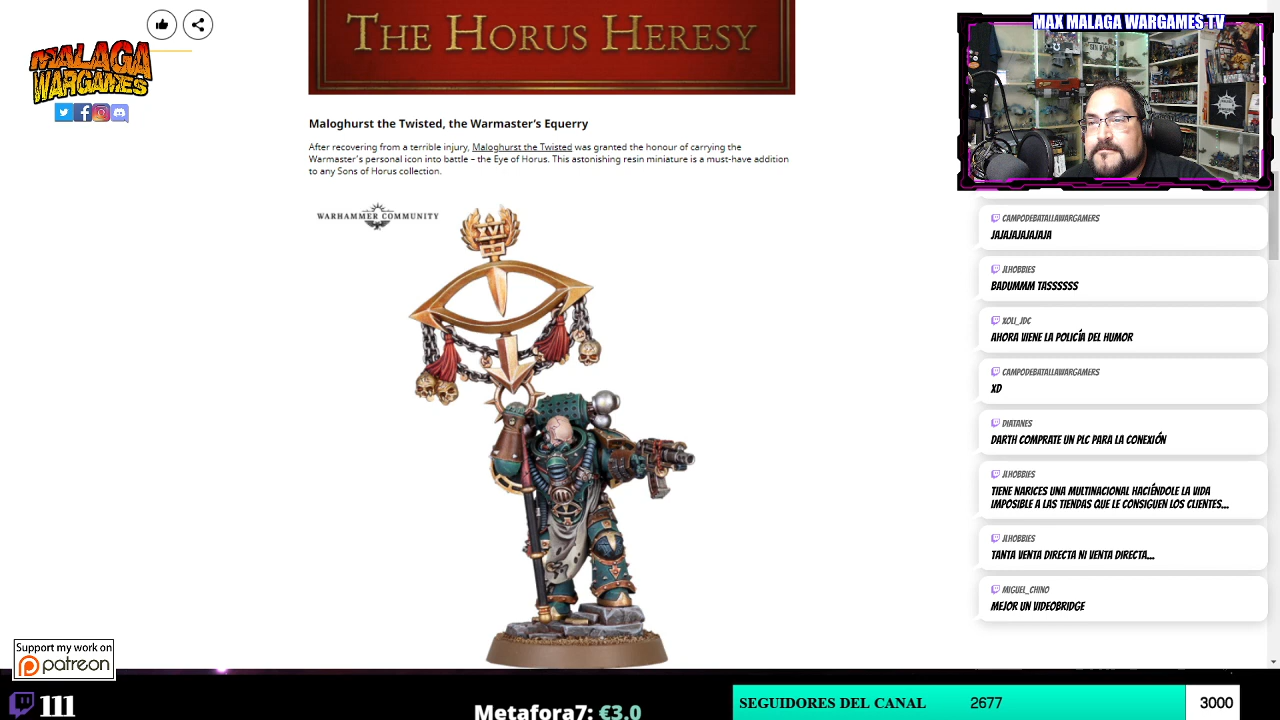 THE HORUS HERESY
MALAGA
WARGAMES
Maloghurst the Twisted, the Warmaster's Equerry
After recovering from a terrible injury, Maloghurst the Twisted was granted the honour of carrying the
Warmaster's personal icon into battle – the Eye of Horus. This astonishing resin miniature is a must-have addition
to any Sons of Horus collection.
WARHAMMER COMMUNITY
XVI
MAX MALAGA WARGAMES TV
CAMPODEBATALLAWARGAMERS
JAJAJAJAJAJAJA
JLHOBBIES
BADUMMM TASSSSSS
XOLI_JDC
AHORA VIENE LA POLICÍA DEL HUMOR
CAMPODEBATALLAWARGAMERS
XD
DIATANES
DARTH COMPRATE UN PLC PARA LA CONEXIÓN
JLHOBBIES
TIENE NARICES UNA MULTINACIONAL HACIÉNDOLE LA VIDA
IMPOSIBLE A LAS TIENDAS QUE LE CONSIGUEN LOS CLIENTES...
JLHOBBIES
TANTA VENTA DIRECTA NI VENTA DIRECTA...
MIGUEL_CHINO
MEJOR UN VIDEOBRIDGE
Support my work on
patreon
111
Metafora7: €3.0
SEGUIDORES DEL CANAL 2677 3000